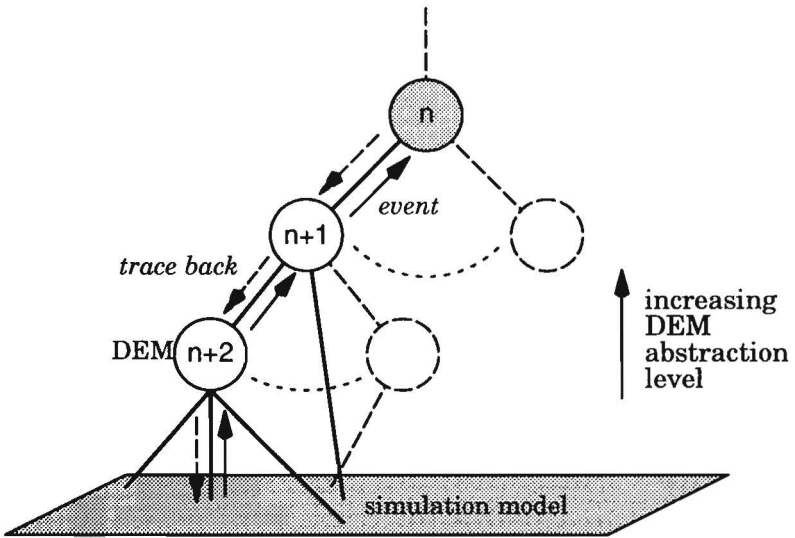 n
event
n+1
trace back
DEM n+2
increasing
DEM
abstraction
level
simulation model